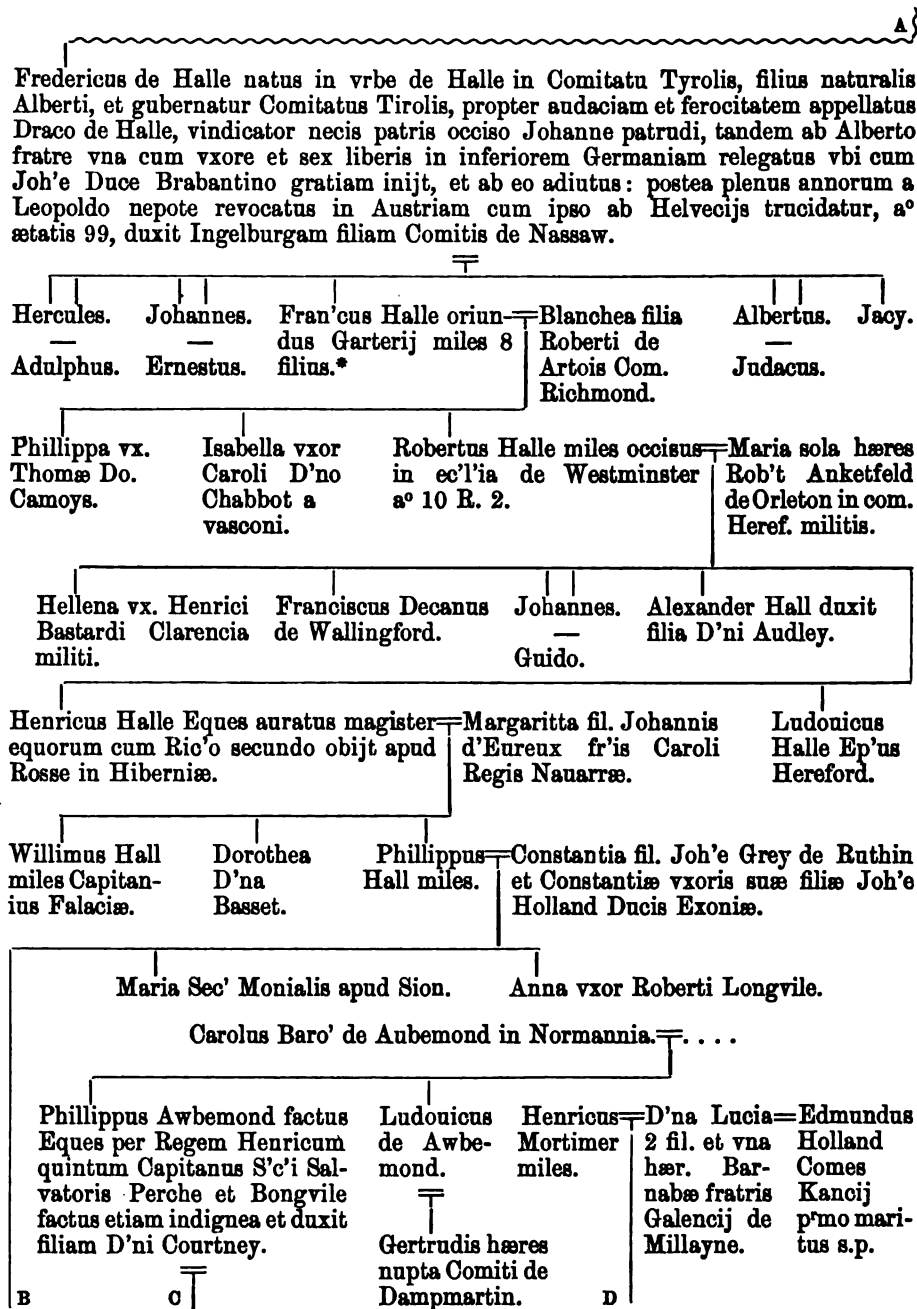 A
Fredericus de Halle natus in vrbe de Halle in Comitatu Tyrolis, filius naturalis
Alberti, et gubernatur Comitatus Tirolis, propter audaciam et ferocitatem appellatus
Draco de Halle, vindicator necis patris occiso Johanne patrudi, tandem ab Alberto
fratre vna cum vxore et sex liberis in inferiorem Germaniam relegatus vbi cum
Joh'e Duce Brabantino gratiam inijt, et ab eo adiutus: postea plenus annorum a
Leopoldo nepote revocatus in Austriam cum ipso ab Helvecijs trucidatur, aº
ætatis 99, duxit Ingelburgam filiam Comitis de Nassaw.
Hercules.
—
Adulphus.
Johannes.
—
Ernestus.
Fran'cus Halle oriun-
dus Garterij miles 8
filius.*
Blanchea filia
Roberti de
Artois Com.
Richmond.
Albertus.
—
Judacus.
Jacy.
Phillippa vx.
Thomæ Do.
Camoys.
Isabella vxor
Caroli D'no
Chabbot a
vasconi.
Robertus Halle miles occisus
in ec'l'ia de Westminster
aº 10 R. 2.
Maria sola hæres
Rob't Anketfeld
de Orleton in com.
Heref. militis.
Hellena vx. Henrici
Bastardi Clarencia
militi.
Franciscus Decanus
de Wallingford.
Johannes.
—
Guido.
Alexander Hall duxit
filia D'ni Audley.
Henricus Halle Eques auratus magister
equorum cum Ric'o secundo obijt apud
Rosse in Hiberniæ.
Margaritta fil. Johannis
d'Eureux fr'is Caroli
Regis Nauarræ.
Ludouicus
Halle Ep'us
Hereford.
Willimus Hall
miles Capitan-
ius Falaciæ.
Dorothea
D'na
Basset.
Phillippus
Hall miles.
Constantia fil. Joh'e Grey de Ruthin
et Constantiæ vxoris suæ filiæ Joh'e
Holland Ducis Exoniæ.
Maria Sec' Monialis apud Sion.
Anna vxor Roberti Longvile.
Carolus Baro' de Aubemond in Normannia. . . . .
Phillippus Awbemond factus
Eques per Regem Henricum
quintum Capitanus S'c'i Sal-
vatoris Perche et Bongvile
factus etiam indignea et duxit
filiam D'ni Courtney.
Ludouicus
de Awbe-
mond.
Gertrudis hæres
nupta Comiti de
Dampmartin.
Henricus
Mortimer
miles.
D'na Lucia
2 fil. et vna
hær. Bar-
nabæ fratris
Galencij de
Millayne.
Edmundus
Holland
Comes
Kancij
pʳmo mari-
tus s.p.
B
C
D